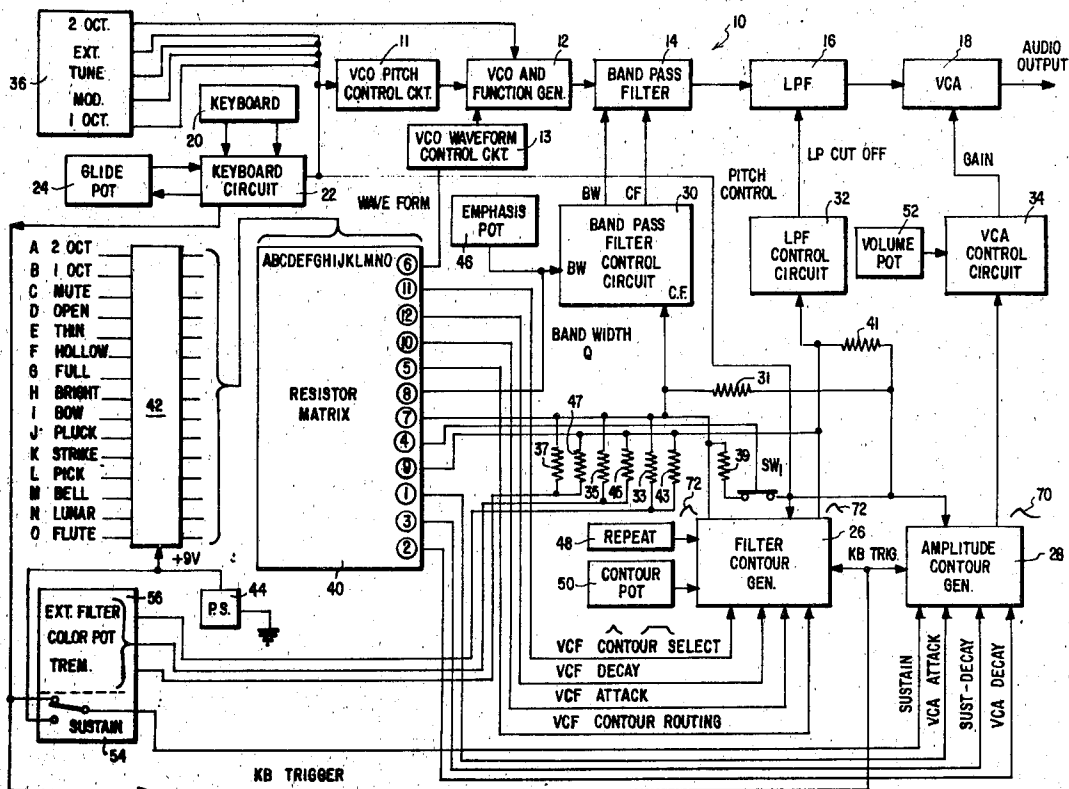 2 OCT.
EXT.
TUNE
MOD.
1 OCT.
36
11
12
14
10
16
18
AUDIO
OUTPUT
VCO PITCH
CONTROL CKT.
VCO AND
FUNCTION GEN.
BAND PASS
FILTER
LPF
VCA
KEYBOARD
20
VCO WAVEFORM
CONTROL CKT.
13
GLIDE
POT
24
KEYBOARD
CIRCUIT
22
WAVE FORM
EMPHASIS
POT
46
BW
CF
30
BAND PASS
FILTER
CONTROL
CIRCUIT
BW
C.F.
LP CUT OFF
PITCH
CONTROL
GAIN
32
LPF
CONTROL
CIRCUIT
52
VOLUME
POT
34
VCA
CONTROL
CIRCUIT
A 2 OCT
B 1 OCT
C MUTE
D OPEN
E THIN
F HOLLOW
G FULL
H BRIGHT
I BOW
J PLUCK
K STRIKE
L PICK
M BELL
N LUNAR
O FLUTE
42
+9V
ABCDEFGHIJKLMNO
RESISTOR
MATRIX
40
6
11
12
10
5
8
7
4
9
1
3
2
BAND WIDTH
Q
41
31
37
47
35
45
33
43
39
SW1
72
72
70
48
REPEAT
50
CONTOUR
POT
FILTER
CONTOUR
GEN.
26
KB TRIG.
AMPLITUDE
CONTOUR
GEN.
28
56
EXT. FILTER
COLOR POT
TREM.
SUSTAIN
54
P.S.
44
VCF CONTOUR SELECT
VCF DECAY
VCF ATTACK
VCF CONTOUR ROUTING
SUSTAIN
VCA ATTACK
SUST-DECAY
VCA DECAY
KB TRIGGER